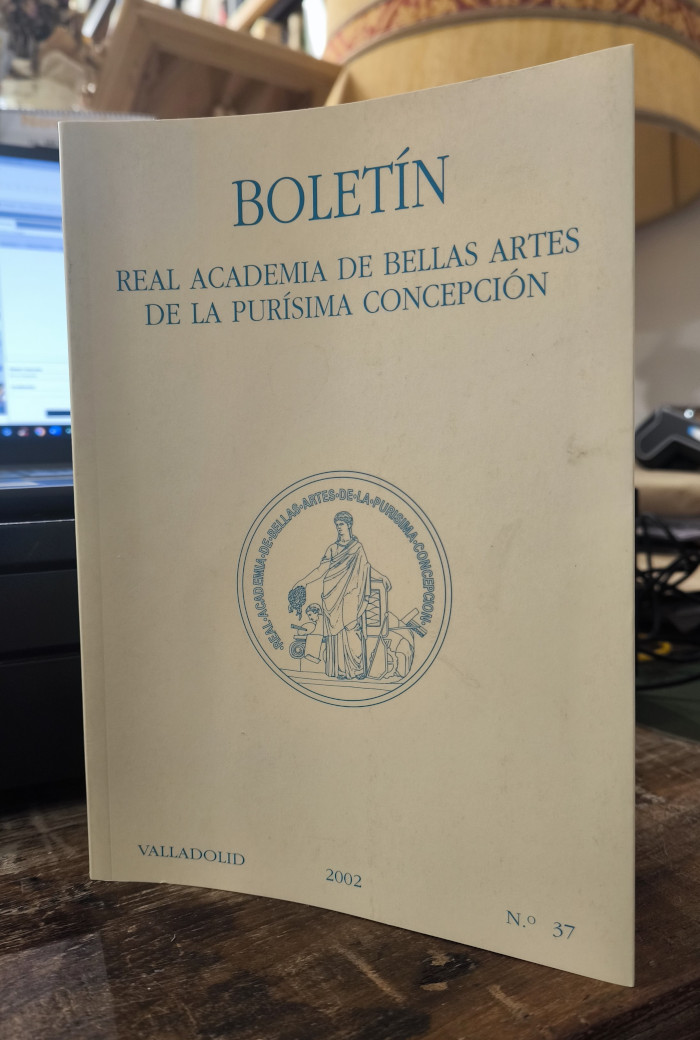 BOLETÍN
REAL ACADEMIA DE BELLAS ARTES
DE LA PURÍSIMA CONCEPCIÓN
·REAL·ACADEMIA·DE·BELLAS·ARTES·DE·LA·PURISIMA·CONCEPCION·
VALLADOLID
2002
N.º 37